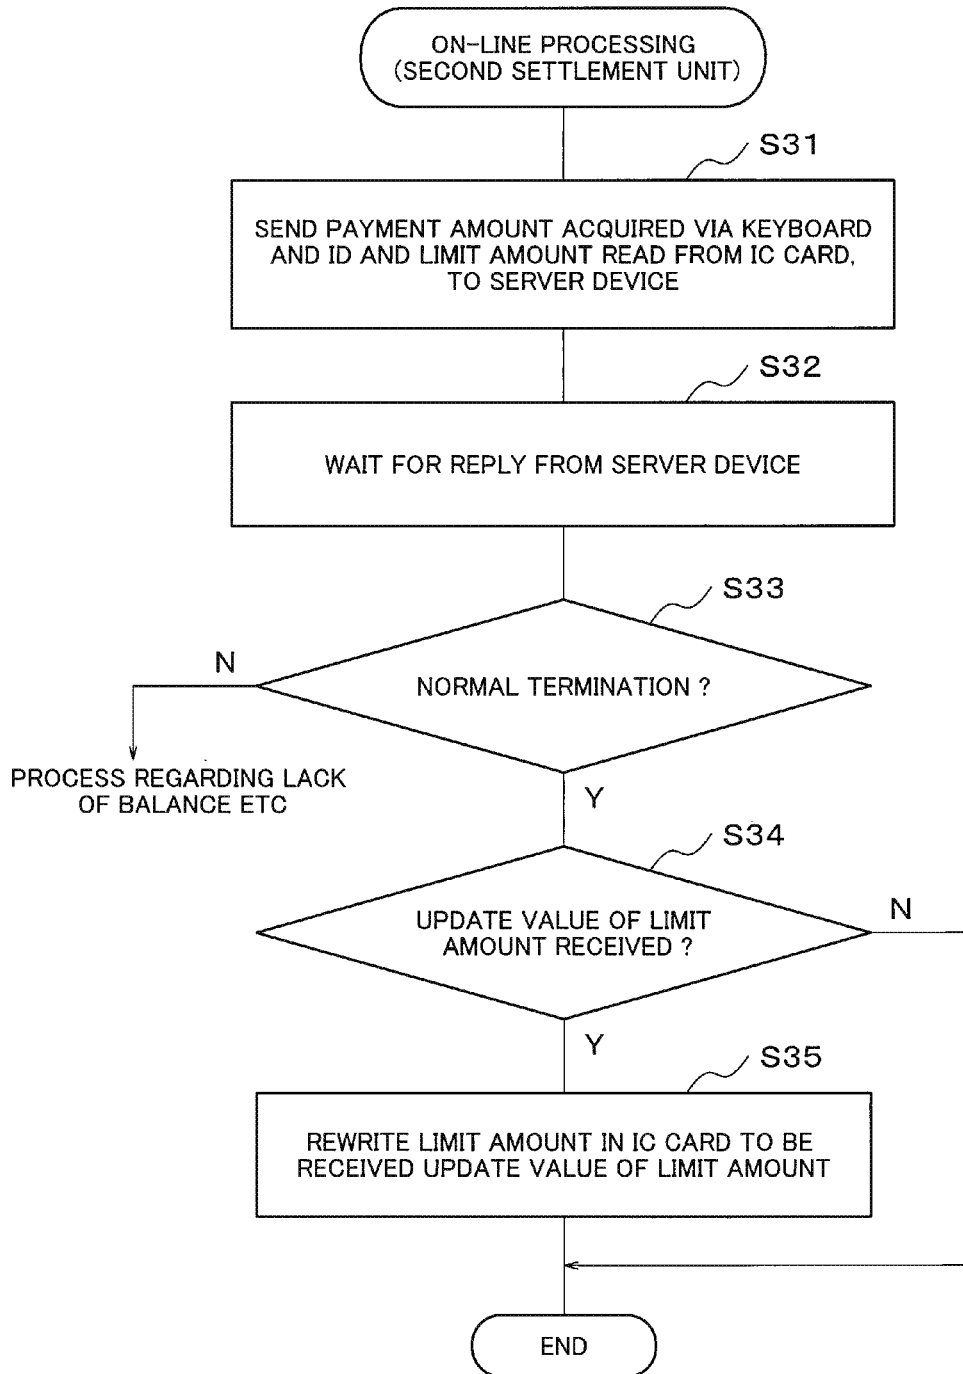 ON-LINE PROCESSING
(SECOND SETTLEMENT UNIT)
S31
SEND PAYMENT AMOUNT ACQUIRED VIA KEYBOARD
AND ID AND LIMIT AMOUNT READ FROM IC CARD,
TO SERVER DEVICE
S32
WAIT FOR REPLY FROM SERVER DEVICE
S33
N
NORMAL TERMINATION ?
PROCESS REGARDING LACK
OF BALANCE ETC
Y
S34
UPDATE VALUE OF LIMIT
AMOUNT RECEIVED ?
N
Y
S35
REWRITE LIMIT AMOUNT IN IC CARD TO BE
RECEIVED UPDATE VALUE OF LIMIT AMOUNT
END